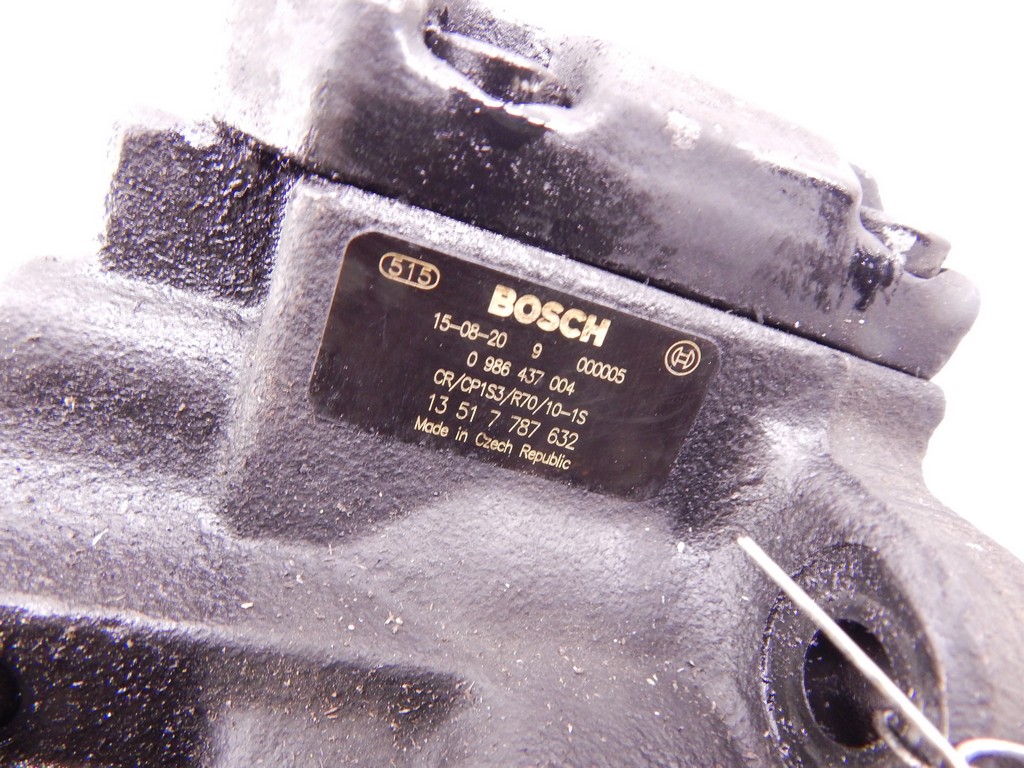 515
BOSCH
15-08-20 9 000005
0 986 437 004
CR/CP1S3/R70/10-1S
13 51 7 787 632
Made in Czech Republic